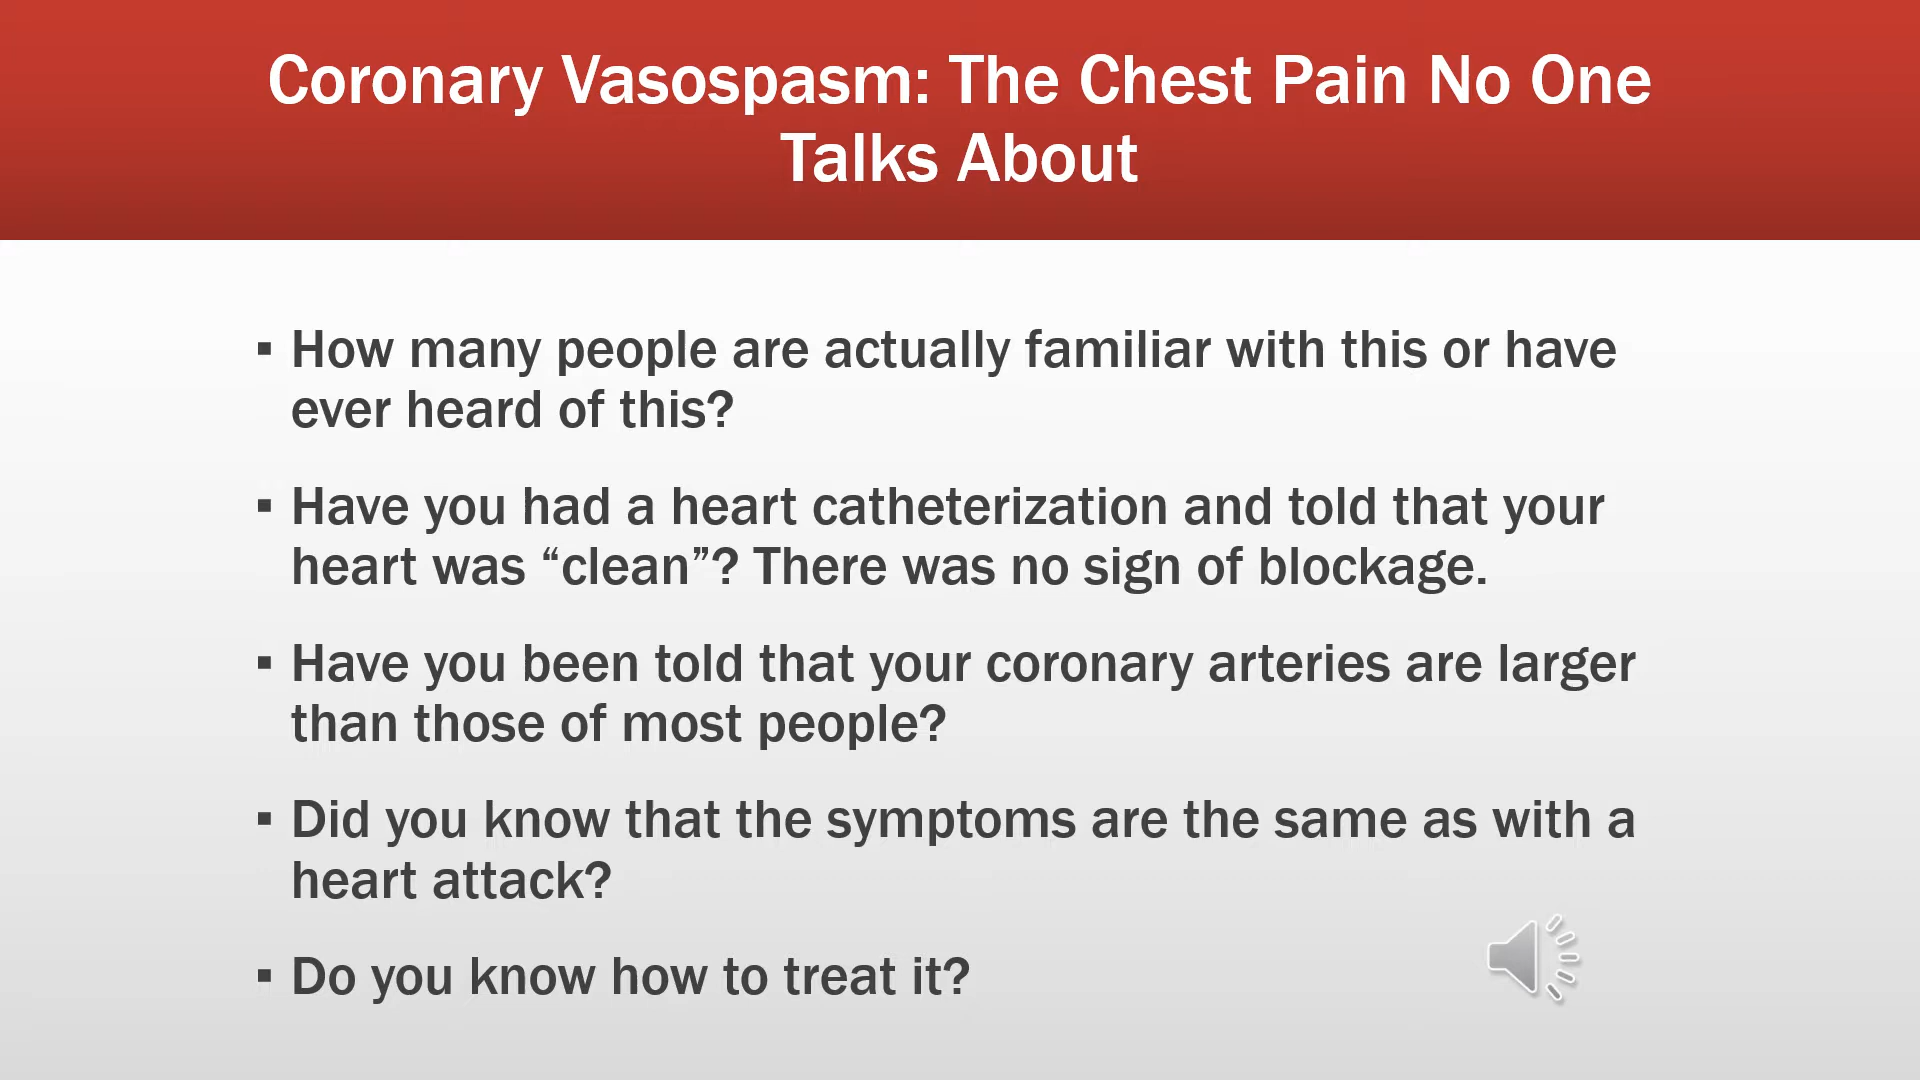 Coronary Vasospasm: The Chest Pain No One
Talks About
▪ How many people are actually familiar with this or have
ever heard of this?
▪ Have you had a heart catheterization and told that your
heart was “clean”? There was no sign of blockage.
▪ Have you been told that your coronary arteries are larger
than those of most people?
▪ Did you know that the symptoms are the same as with a
heart attack?
▪ Do you know how to treat it?